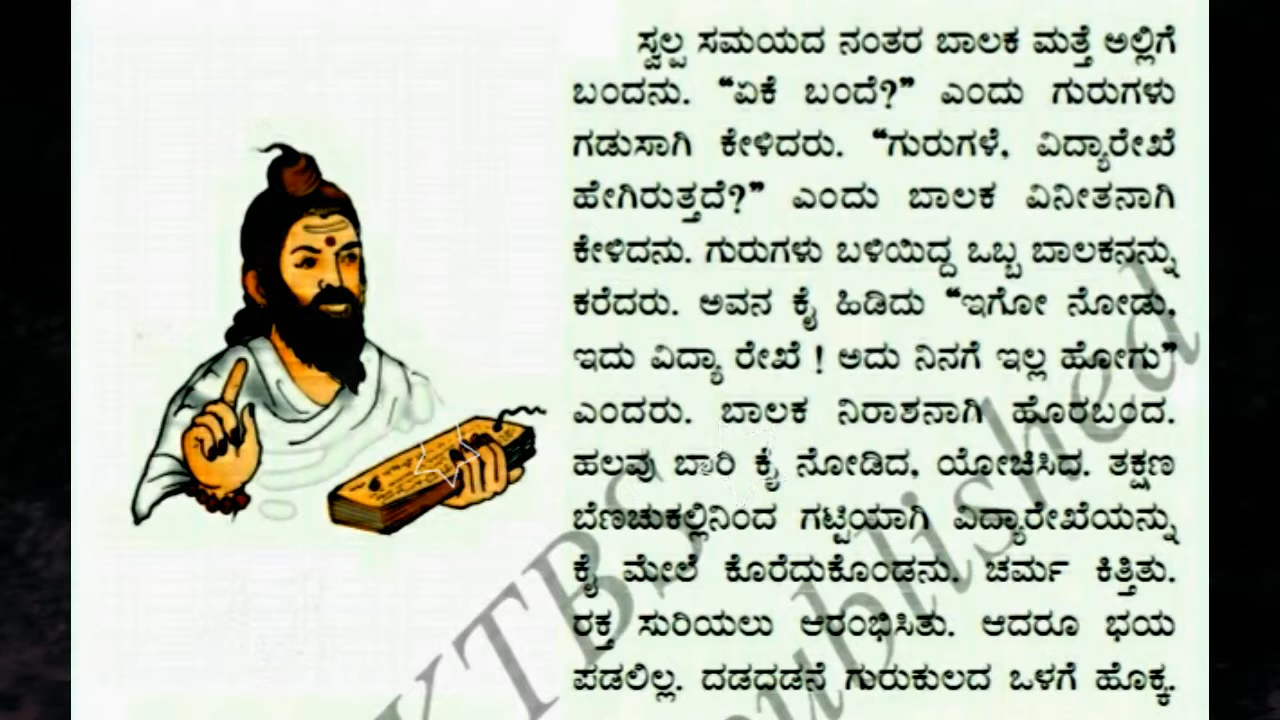 ಸ್ವಲ್ಪ ಸಮಯದ ನಂತರ ಬಾಲಕ ಮತ್ತೆ ಅಲ್ಲಿಗೆ
ಬಂದನು. “ಏಕೆ ಬಂದೆ?” ಎಂದು ಗುರುಗಳು
ಗಡುಸಾಗಿ ಕೇಳಿದರು. “ಗುರುಗಳೆ, ವಿದ್ಯಾರೇಖೆ
ಹೇಗಿರುತ್ತದೆ?” ಎಂದು ಬಾಲಕ ವಿನೀತನಾಗಿ
ಕೇಳಿದನು. ಗುರುಗಳು ಬಳಿಯಿದ್ದ ಒಬ್ಬ ಬಾಲಕನನ್ನು
ಕರೆದರು. ಅವನ ಕೈ ಹಿಡಿದು “ಇಗೋ ನೋಡು,
ಇದು ವಿದ್ಯಾ ರೇಖೆ ! ಅದು ನಿನಗೆ ಇಲ್ಲ ಹೋಗು”
ಎಂದರು. ಬಾಲಕ ನಿರಾಶನಾಗಿ ಹೊರಬಂದ.
ಹಲವು ಬಾರಿ ಕೈ ನೋಡಿದ, ಯೋಚಿಸಿದ. ತಕ್ಷಣ
ಬೆಣಚುಕಲ್ಲಿನಿಂದ ಗಟ್ಟಿಯಾಗಿ ವಿದ್ಯಾರೇಖೆಯನ್ನು
ಕೈ ಮೇಲೆ ಕೊರೆದುಕೊಂಡನು. ಚರ್ಮ ಕಿತ್ತಿತು.
ರಕ್ತ ಸುರಿಯಲು ಆರಂಭಿಸಿತು. ಆದರೂ ಭಯ
ಪಡಲಿಲ್ಲ. ದಡದಡನೆ ಗುರುಕುಲದ ಒಳಗೆ ಹೊಕ್ಕ.
KTBS
published